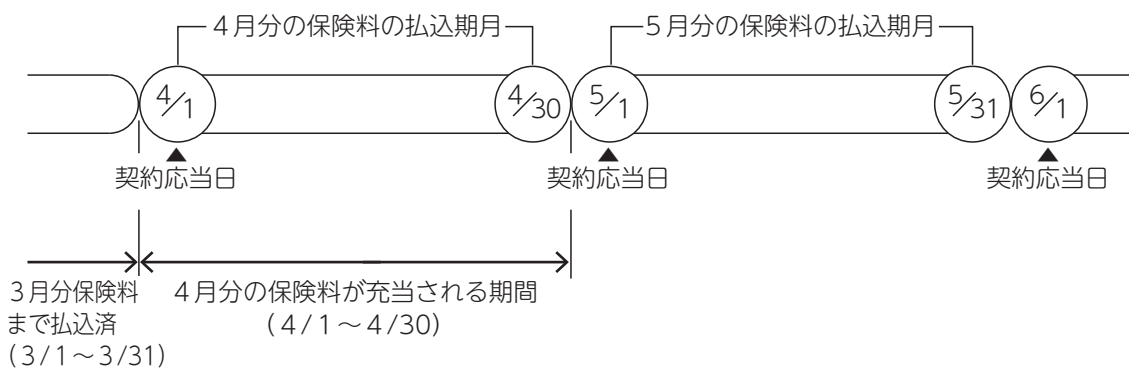 4月分の保険料の払込期月
5月分の保険料の払込期月
4/1
4/30
5/1
5/31
6/1
契約応当日
契約応当日
契約応当日
3月分保険料
まで払込済
(3/1～3/31)
4月分の保険料が充当される期間
(4/1～4/30)